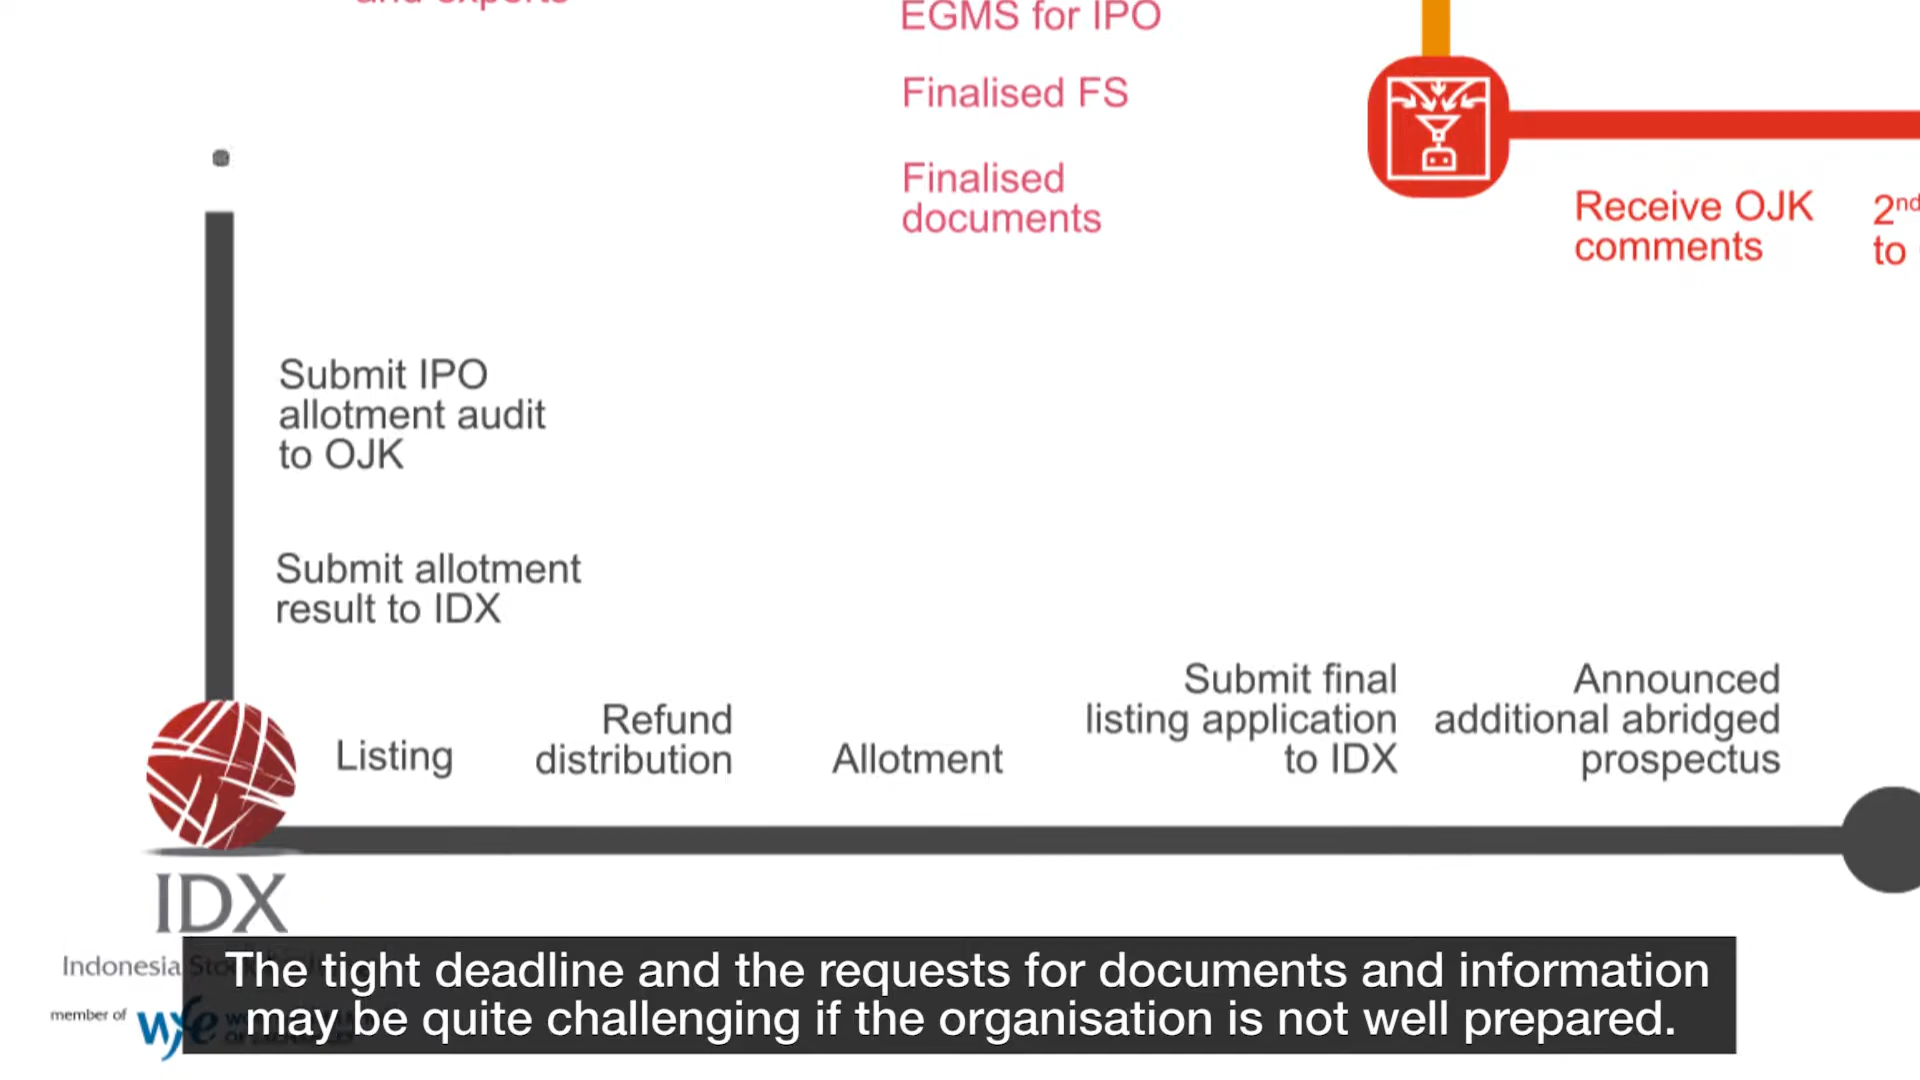 and experts
EGMS for IPO
Finalised FS
Finalised
documents
Receive OJK
comments
2nd
to
Submit IPO
allotment audit
to OJK
Submit allotment
result to IDX
Listing
Refund
distribution
Allotment
Submit final
listing application
to IDX
Announced
additional abridged
prospectus
IDX
Indonesia
member of
wfe
The tight deadline and the requests for documents and information
may be quite challenging if the organisation is not well prepared.